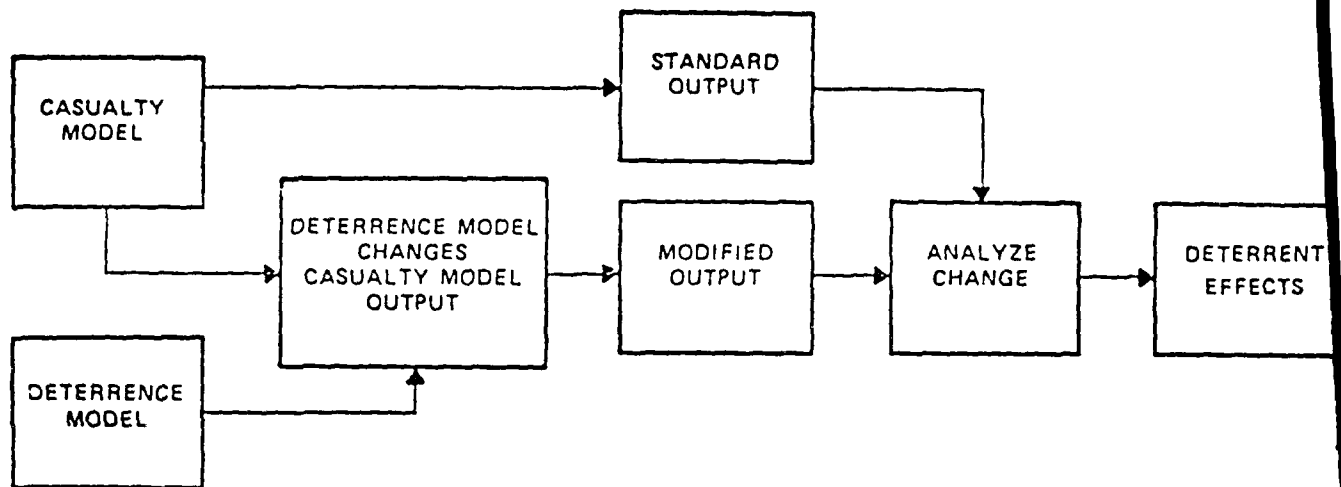 CASUALTY
MODEL
STANDARD
OUTPUT
DETERRENCE MODEL
CHANGES
CASUALTY MODEL
OUTPUT
MODIFIED
OUTPUT
ANALYZE
CHANGE
DETERRENT
EFFECTS
DETERRENCE
MODEL